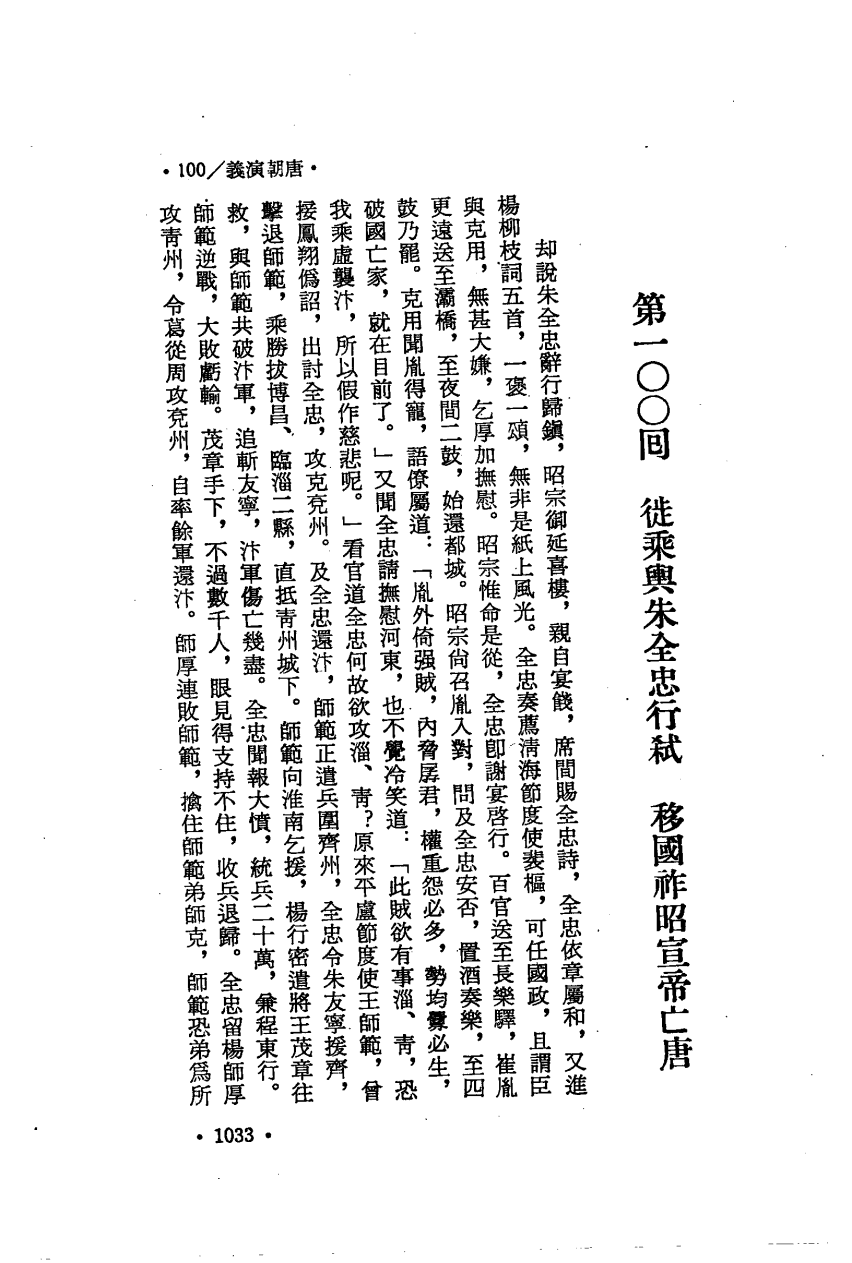 •100／義演朝唐•
第一〇〇回　徙乘輿朱全忠行弒　移國祚昭宣帝亡唐
却說朱全忠辭行歸鎭，昭宗御延喜樓，親自宴餞，席間賜全忠詩，全忠依章屬和，又進
楊柳枝詞五首，一褒一頌，無非是紙上風光。全忠奏薦淸海節度使裴樞，可任國政，且謂臣
與克用，無甚大嫌，乞厚加撫慰。昭宗惟命是從，全忠卽謝宴啓行。百官送至長樂驛，崔胤
更遠送至灞橋，至夜間二鼓，始還都城。昭宗尙召胤入對，問及全忠安否，置酒奏樂，至四
鼓乃罷。克用聞胤得寵，語僚屬道：「胤外倚强賊，內脅孱君，權重怨必多，勢均釁必生，
破國亡家，就在目前了。」又聞全忠請撫慰河東，也不覺冷笑道：「此賊欲有事淄、靑，恐
我乘虛襲汴，所以假作慈悲呢。」看官道全忠何故欲攻淄、靑？原來平盧節度使王師範，曾
接鳳翔僞詔，出討全忠，攻克兗州。及全忠還汴，師範正遣兵圍齊州，全忠令朱友寧援齊，
擊退師範，乘勝拔博昌、臨淄二縣，直抵靑州城下。師範向淮南乞援，楊行密遣將王茂章往
救，與師範共破汴軍，追斬友寧，汴軍傷亡幾盡。全忠聞報大憤，統兵二十萬，兼程東行。
師範逆戰，大敗虧輸。茂章手下，不過數千人，眼見得支持不住，收兵退歸。全忠留楊師厚
攻靑州，令葛從周攻兗州，自率餘軍還汴。師厚連敗師範，擒住師範弟師克，師範恐弟爲所
•1033•